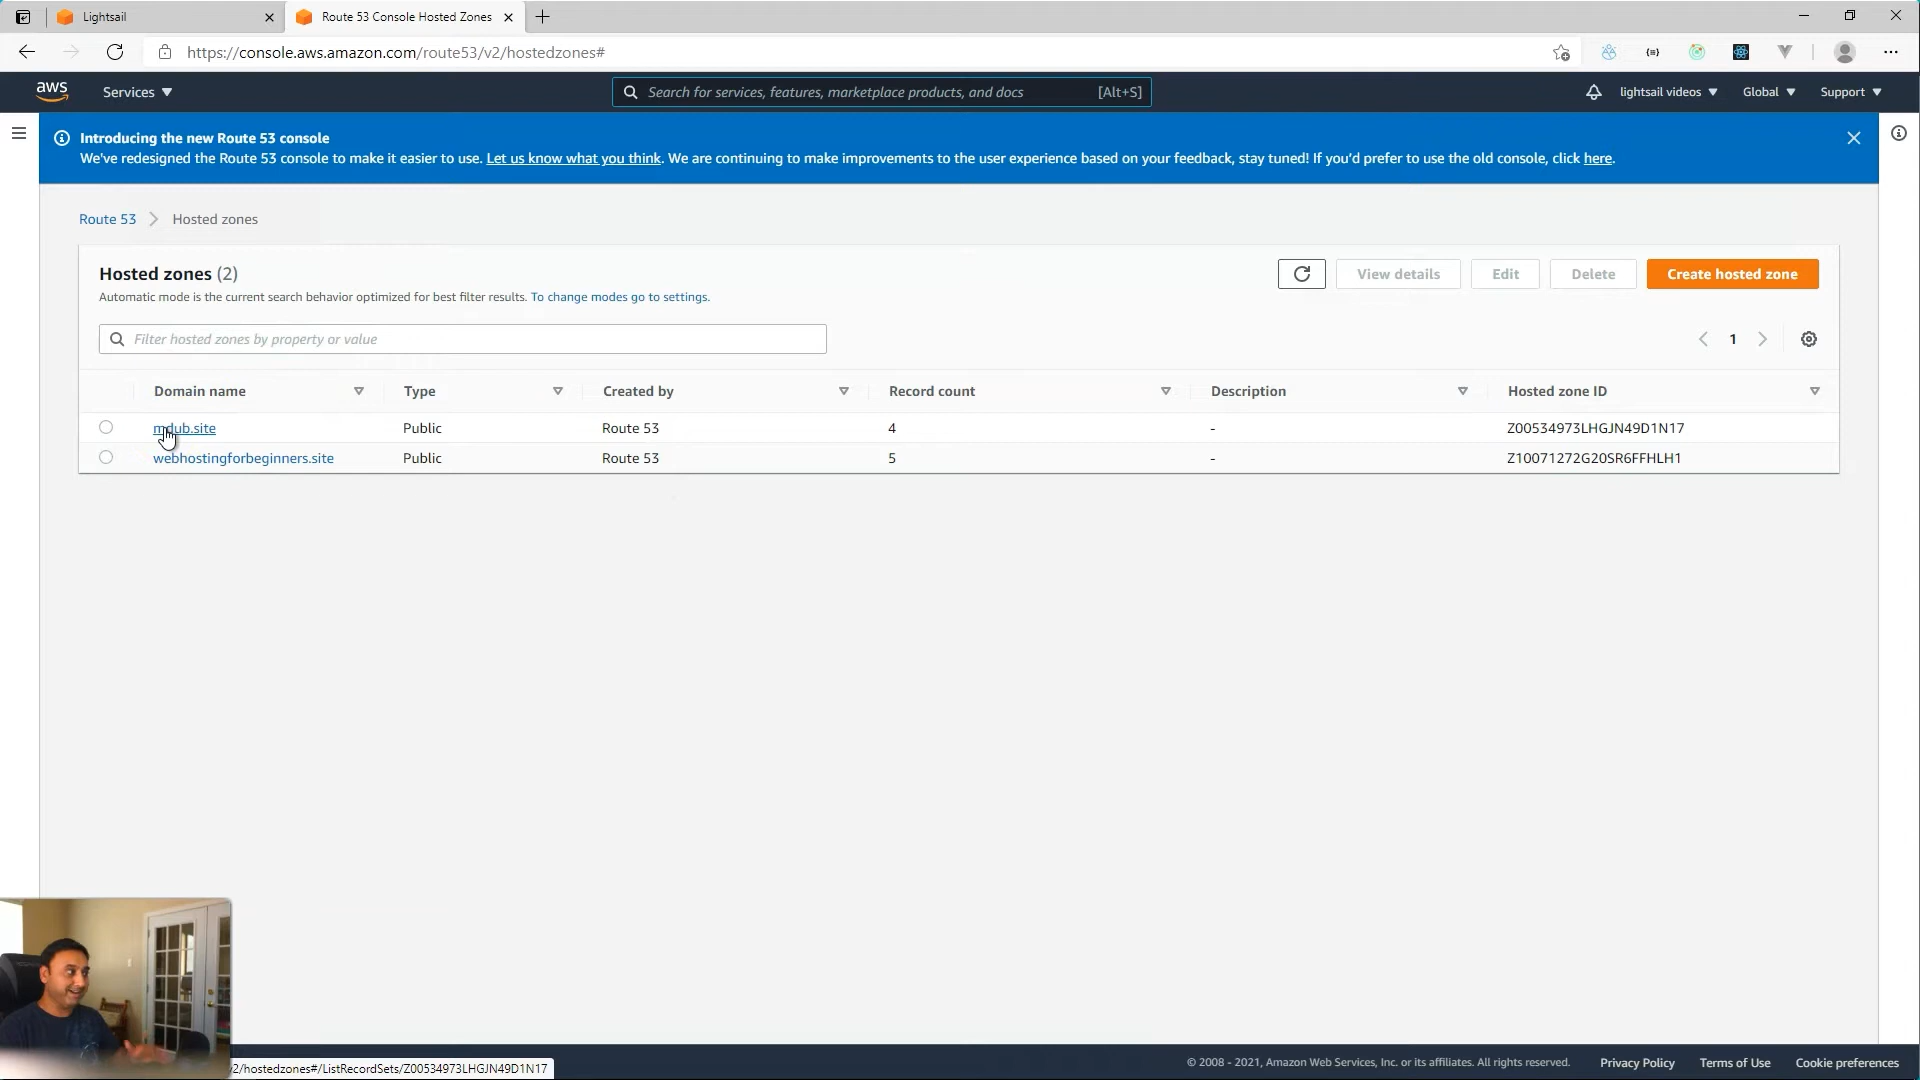 Lightsail
Route 53 Console Hosted Zones
https://console.aws.amazon.com/route53/v2/hostedzones#
aws
Services
Search for services, features, marketplace products, and docs
[Alt+S]
lightsail videos
Global
Support
Introducing the new Route 53 console
We've redesigned the Route 53 console to make it easier to use. Let us know what you think. We are continuing to make improvements to the user experience based on your feedback, stay tuned! If you'd prefer to use the old console, click here.
Route 53
Hosted zones
Hosted zones (2)
View details
Edit
Delete
Create hosted zone
Automatic mode is the current search behavior optimized for best filter results. To change modes go to settings.
Filter hosted zones by property or value
1
Domain name
Type
Created by
Record count
Description
Hosted zone ID
mdub.site
Public
Route 53
4
-
Z00534973LHGJN49D1N17
webhostingforbeginners.site
Public
Route 53
5
-
Z10071272G20SR6FFHLH1
2/hostedzones#/ListRecordSets/Z00534973LHGJN49D1N17
© 2008 - 2021, Amazon Web Services, Inc. or its affiliates. All rights reserved.
Privacy Policy
Terms of Use
Cookie preferences